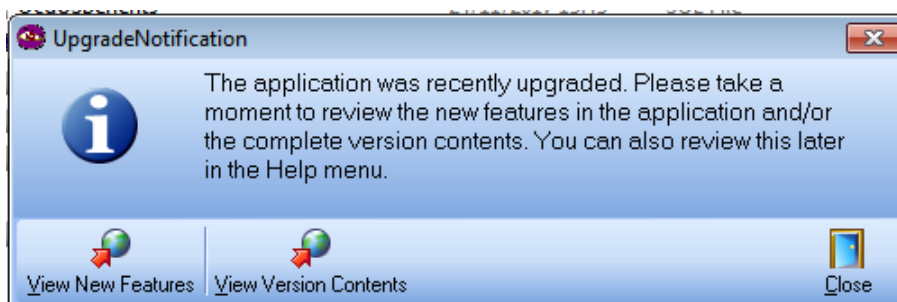 UpgradeNotification
The application was recently upgraded. Please take a
moment to review the new features in the application and/or
the complete version contents. You can also review this later
in the Help menu.
View New Features
View Version Contents
Close